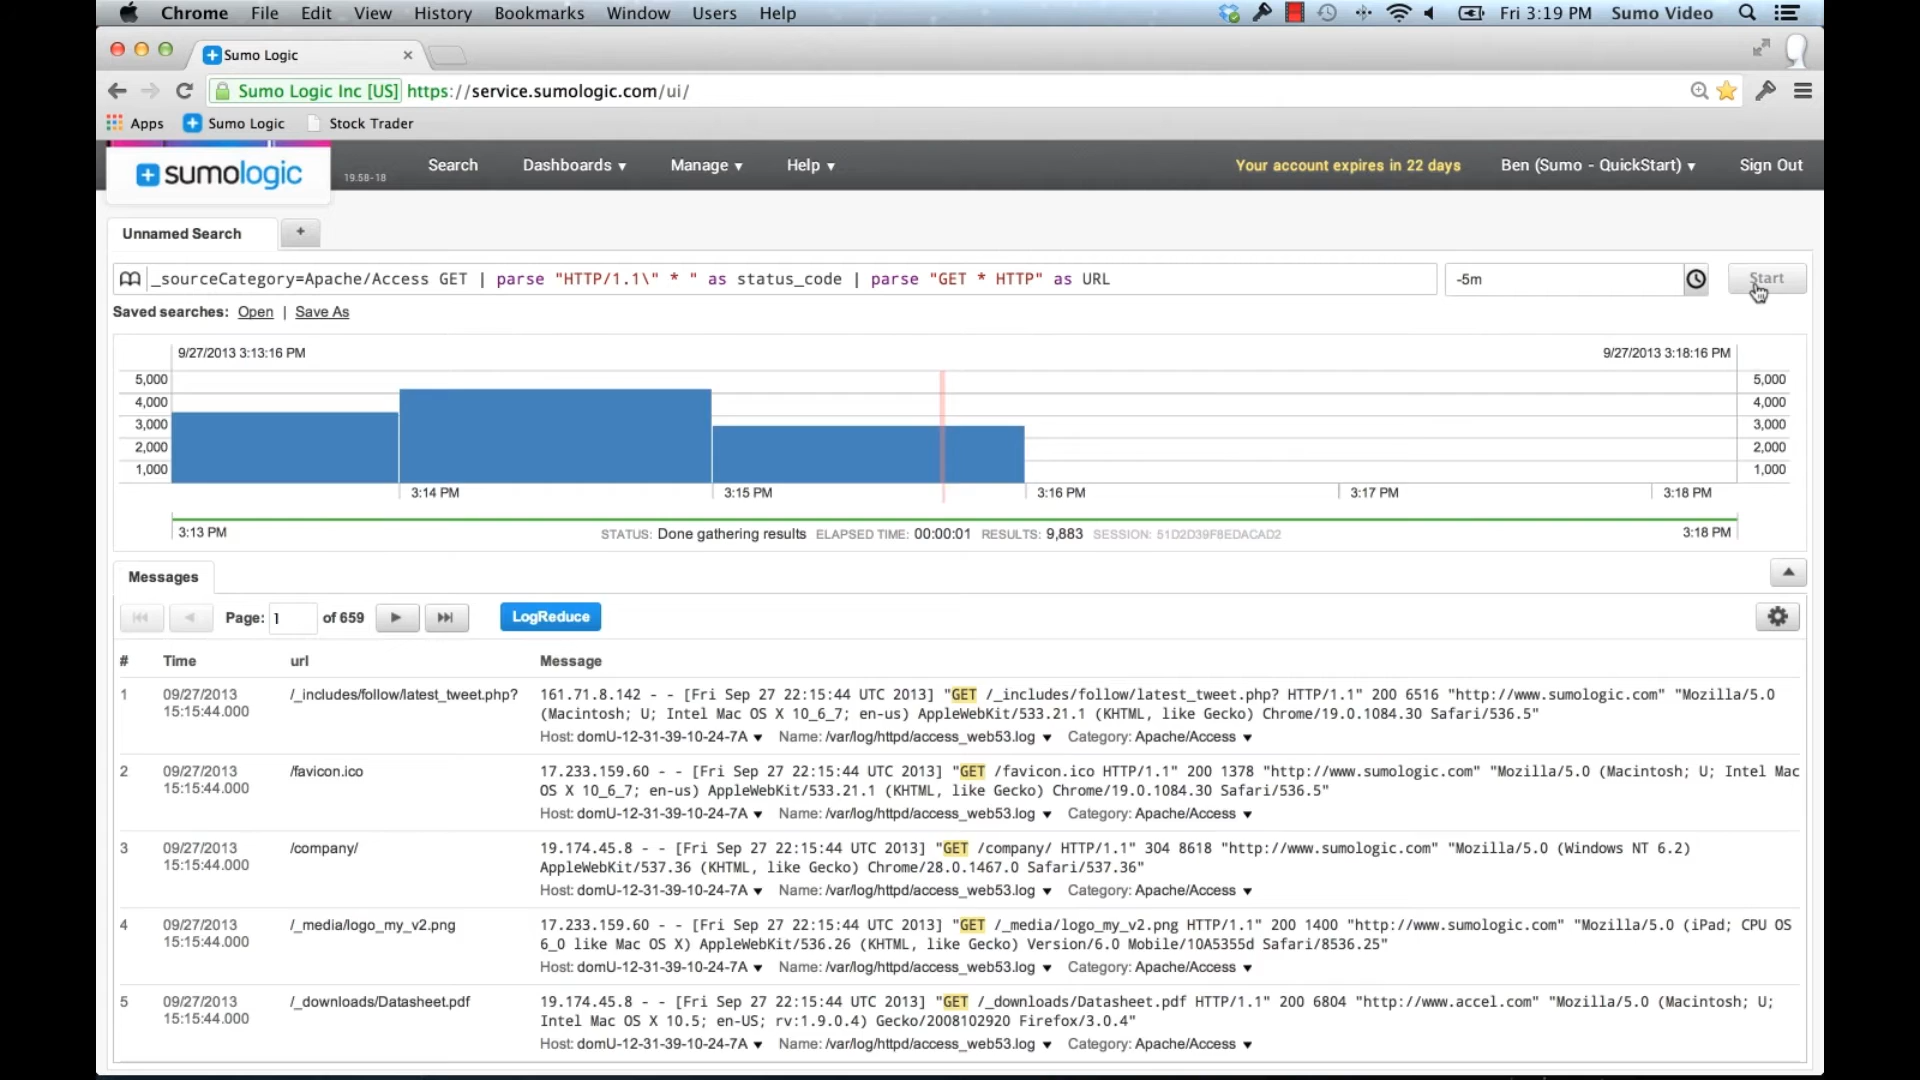 Chrome File Edit View History Bookmarks Window Users Help Fri 3:19 PM Sumo Video
Sumo Logic
Sumo Logic Inc [US] https://service.sumologic.com/ui/
Apps Sumo Logic Stock Trader
sumologic 19.58-18 Search Dashboards Manage Help Your account expires in 22 days Ben (Sumo - QuickStart) Sign Out
Unnamed Search +
_sourceCategory=Apache/Access GET | parse "HTTP/1.1\" * " as status_code | parse "GET * HTTP" as URL -5m Start
Saved searches: Open | Save As
9/27/2013 3:13:16 PM 9/27/2013 3:18:16 PM
5,000 5,000
4,000 4,000
3,000 3,000
2,000 2,000
1,000 1,000
3:14 PM 3:15 PM 3:16 PM 3:17 PM 3:18 PM
3:13 PM STATUS: Done gathering results ELAPSED TIME: 00:00:01 RESULTS: 9,883 SESSION: 51D2D39F8EDACAD2 3:18 PM
Messages
Page: 1 of 659 LogReduce
# Time url Message
1 09/27/2013 /_includes/follow/latest_tweet.php? 161.71.8.142 - - [Fri Sep 27 22:15:44 UTC 2013] "GET /_includes/follow/latest_tweet.php? HTTP/1.1" 200 6516 "http://www.sumologic.com" "Mozilla/5.0
15:15:44.000 (Macintosh; U; Intel Mac OS X 10_6_7; en-us) AppleWebKit/533.21.1 (KHTML, like Gecko) Chrome/19.0.1084.30 Safari/536.5"
Host: domU-12-31-39-10-24-7A Name: /var/log/httpd/access_web53.log Category: Apache/Access
2 09/27/2013 /favicon.ico 17.233.159.60 - - [Fri Sep 27 22:15:44 UTC 2013] "GET /favicon.ico HTTP/1.1" 200 1378 "http://www.sumologic.com" "Mozilla/5.0 (Macintosh; U; Intel Mac
15:15:44.000 OS X 10_6_7; en-us) AppleWebKit/533.21.1 (KHTML, like Gecko) Chrome/19.0.1084.30 Safari/536.5"
Host: domU-12-31-39-10-24-7A Name: /var/log/httpd/access_web53.log Category: Apache/Access
3 09/27/2013 /company/ 19.174.45.8 - - [Fri Sep 27 22:15:44 UTC 2013] "GET /company/ HTTP/1.1" 304 8618 "http://www.sumologic.com" "Mozilla/5.0 (Windows NT 6.2)
15:15:44.000 AppleWebKit/537.36 (KHTML, like Gecko) Chrome/28.0.1467.0 Safari/537.36"
Host: domU-12-31-39-10-24-7A Name: /var/log/httpd/access_web53.log Category: Apache/Access
4 09/27/2013 /_media/logo_my_v2.png 17.233.159.60 - - [Fri Sep 27 22:15:44 UTC 2013] "GET /_media/logo_my_v2.png HTTP/1.1" 200 1400 "http://www.sumologic.com" "Mozilla/5.0 (iPad; CPU OS
15:15:44.000 6_0 like Mac OS X) AppleWebKit/536.26 (KHTML, like Gecko) Version/6.0 Mobile/10A5355d Safari/8536.25"
Host: domU-12-31-39-10-24-7A Name: /var/log/httpd/access_web53.log Category: Apache/Access
5 09/27/2013 /_downloads/Datasheet.pdf 19.174.45.8 - - [Fri Sep 27 22:15:44 UTC 2013] "GET /_downloads/Datasheet.pdf HTTP/1.1" 200 6804 "http://www.accel.com" "Mozilla/5.0 (Macintosh; U;
15:15:44.000 Intel Mac OS X 10.5; en-US; rv:1.9.0.4) Gecko/2008102920 Firefox/3.0.4"
Host: domU-12-31-39-10-24-7A Name: /var/log/httpd/access_web53.log Category: Apache/Access